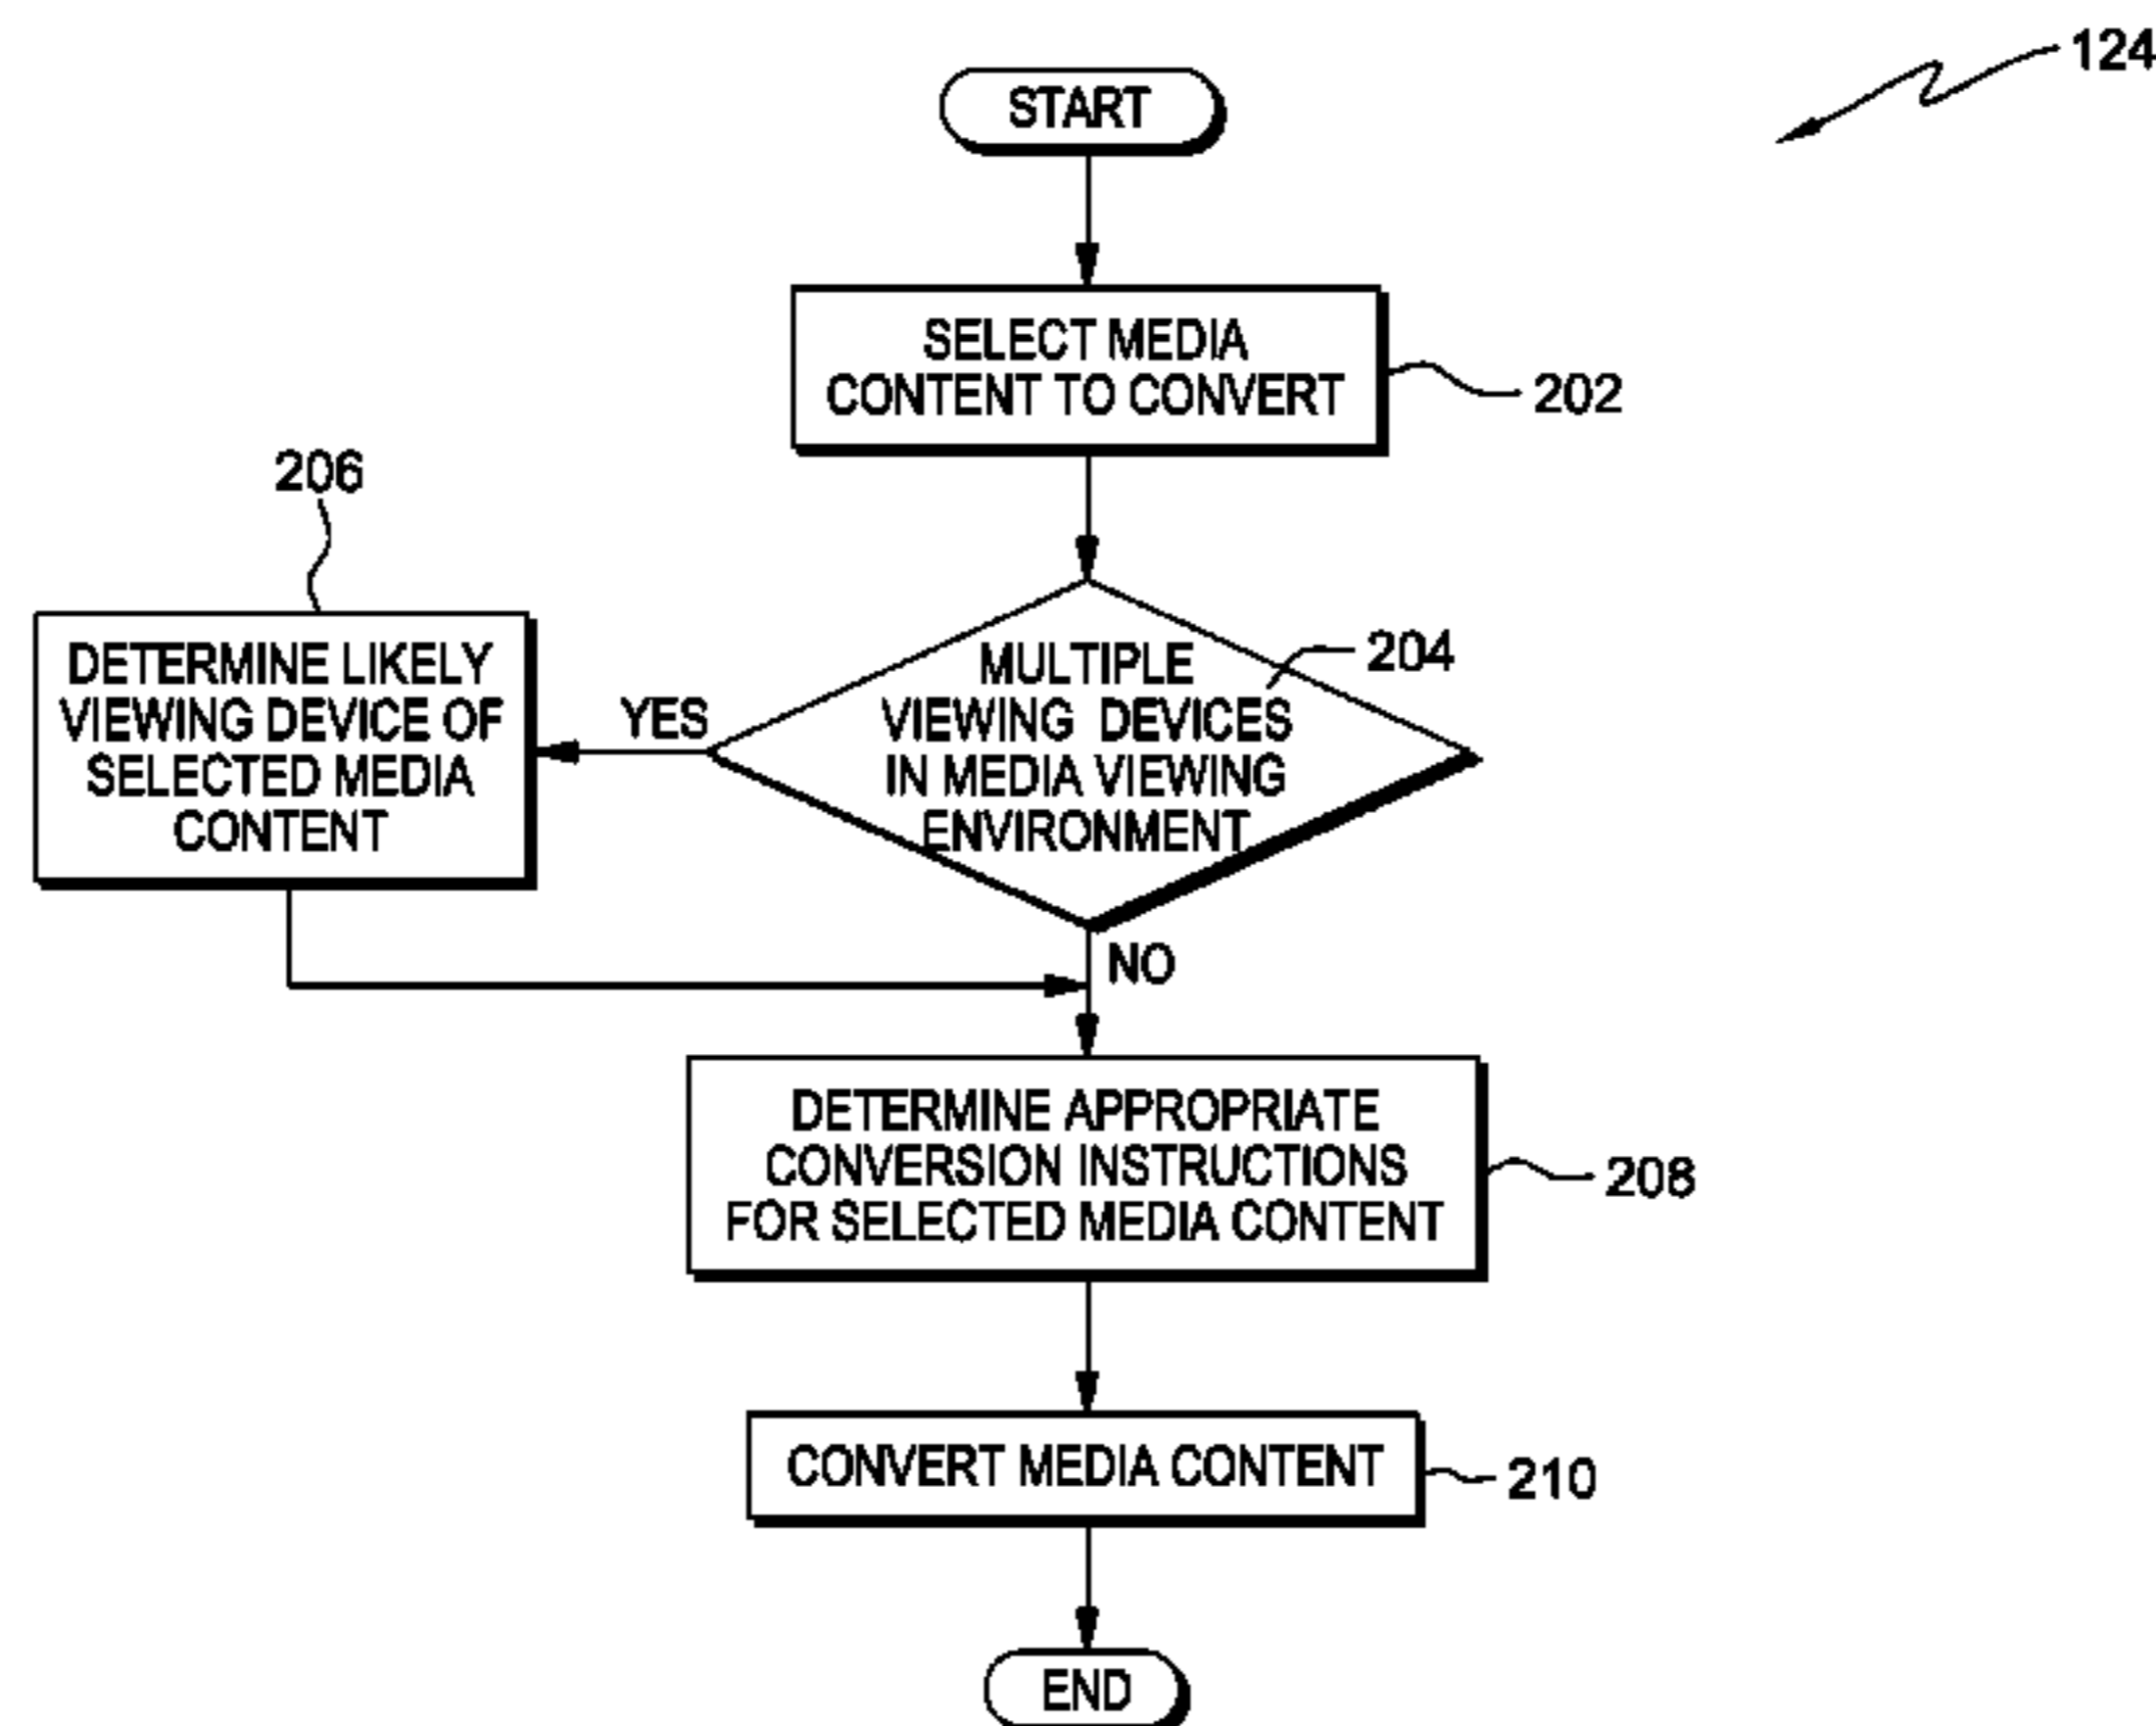 124
START
SELECT MEDIA
CONTENT TO CONVERT
202
206
DETERMINE LIKELY
VIEWING DEVICE OF
SELECTED MEDIA
CONTENT
YES
MULTIPLE
VIEWING DEVICES
IN MEDIA VIEWING
ENVIRONMENT
204
NO
DETERMINE APPROPRIATE
CONVERSION INSTRUCTIONS
FOR SELECTED MEDIA CONTENT
208
CONVERT MEDIA CONTENT
210
END